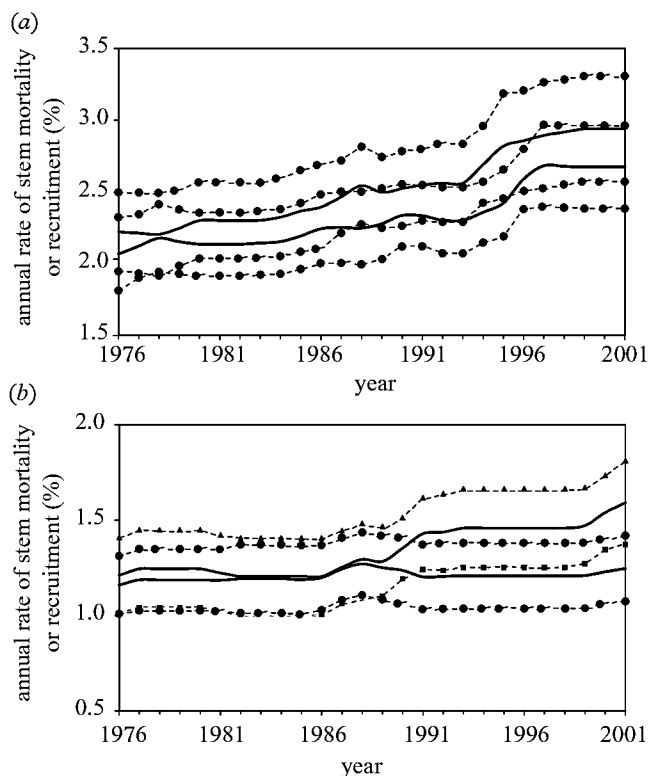 (a)
3.5
3.0
2.5
2.0
1.5
annual rate of stem mortality
or recruitment (%)
1976 1981 1986 1991 1996 2001
year
(b)
2.0
1.5
1.0
0.5
annual rate of stem mortality
or recruitment (%)
1976 1981 1986 1991 1996 2001
year